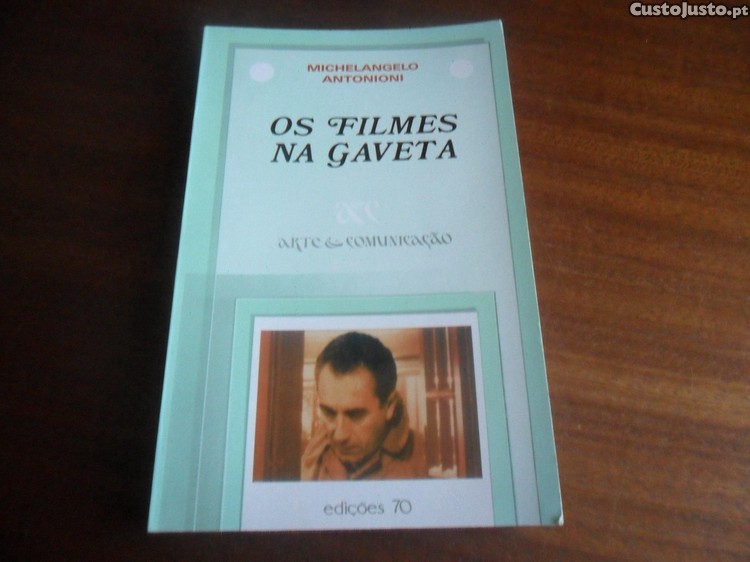 CustoJusto.pt
MICHELANGELO
ANTONIONI
OS FILMES
NA GAVETA
a&c
ARTE & COMUNICAÇÃO
edições 70